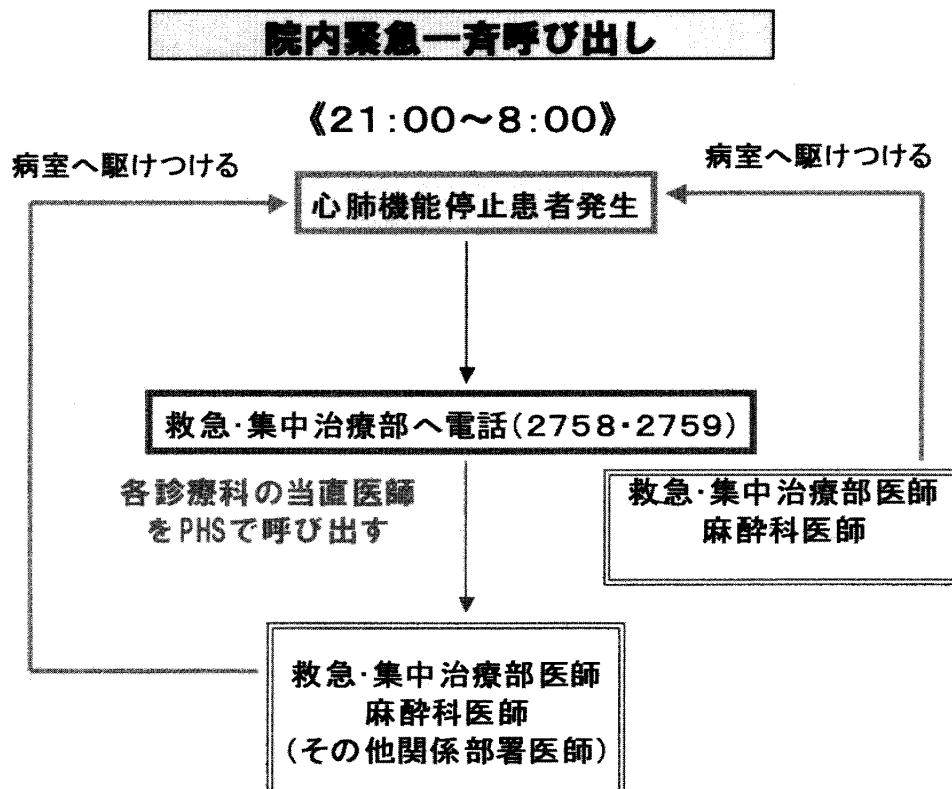 院内緊急一斉呼び出し
《21:00～8:00》
病室へ駆けつける
病室へ駆けつける
心肺機能停止患者発生
救急・集中治療部へ電話(2758・2759)
各診療科の当直医師
をPHSで呼び出す
救急・集中治療部医師
麻酔科医師
救急・集中治療部医師
麻酔科医師
(その他関係部署医師)